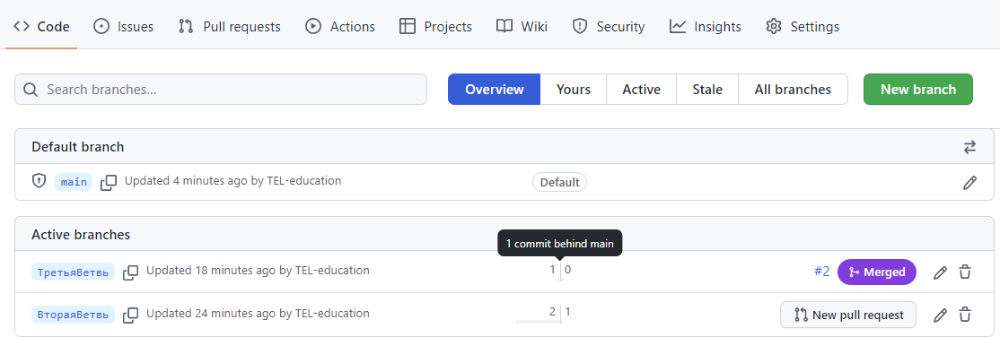 Code Issues Pull requests Actions Projects Wiki Security Insights Settings
Search branches... Overview Yours Active Stale All branches New branch
Default branch
main Updated 4 minutes ago by TEL-education Default
Active branches
1 commit behind main
ТретьяВетвь Updated 18 minutes ago by TEL-education 1 0 #2 Merged
ВтораяВетвь Updated 24 minutes ago by TEL-education 2 1 New pull request